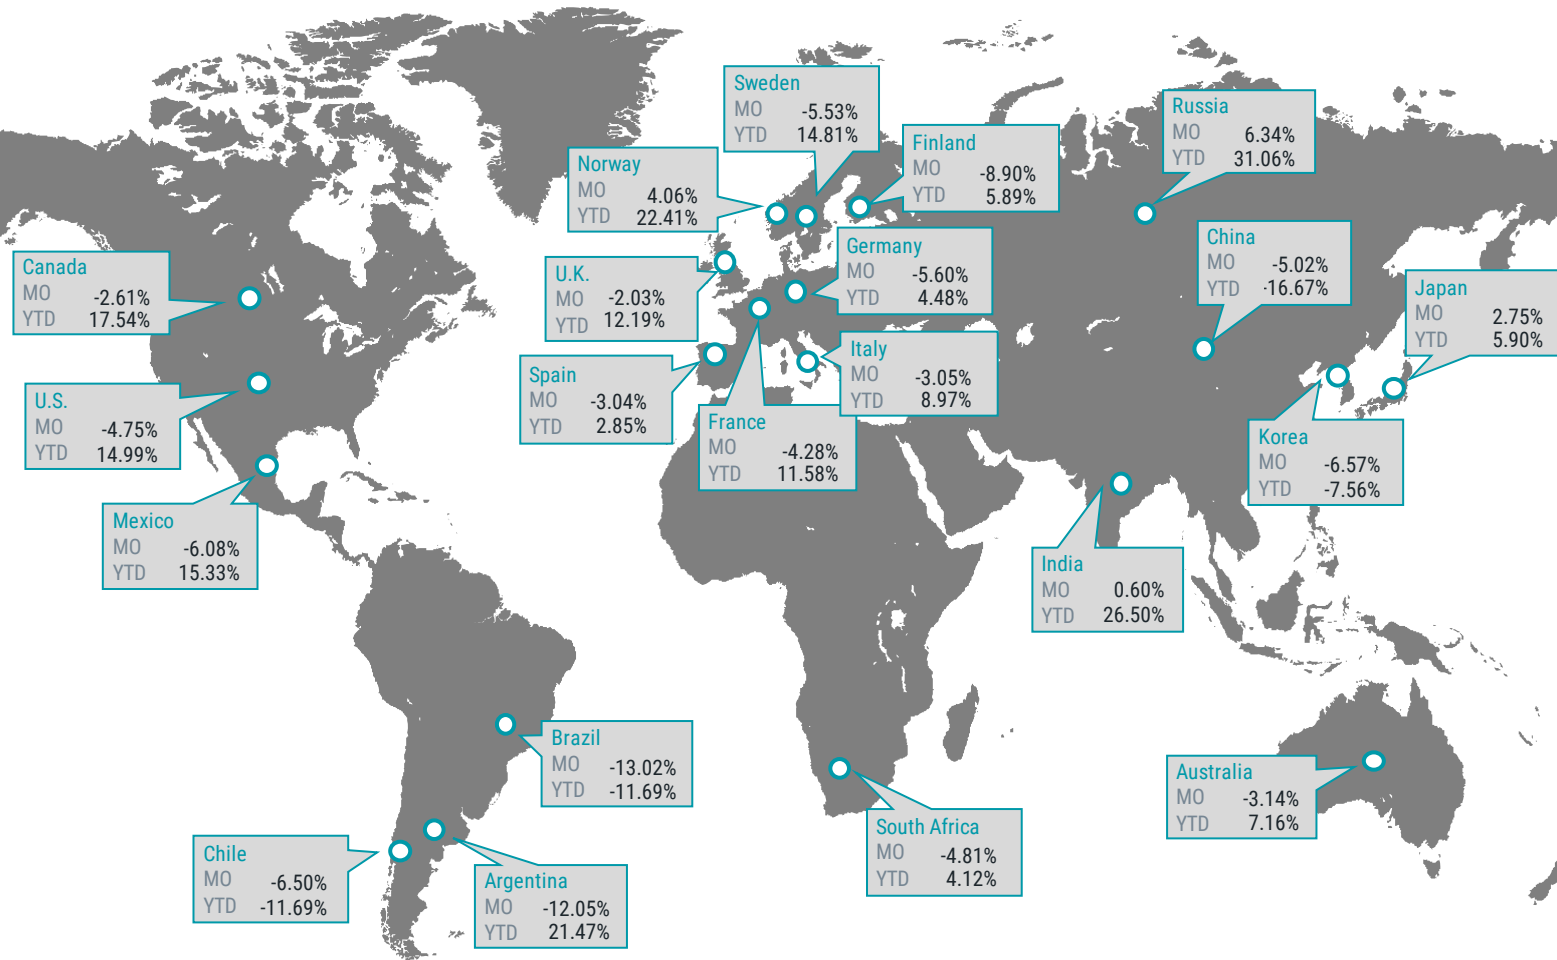 Sweden
MO -5.53%
YTD 14.81%
Russia
MO 6.34%
YTD 31.06%
Finland
MO -8.90%
YTD 5.89%
Norway
MO 4.06%
YTD 22.41%
China
MO -5.02%
YTD -16.67%
Germany
MO -5.60%
YTD 4.48%
Canada
MO -2.61%
YTD 17.54%
U.K.
MO -2.03%
YTD 12.19%
Japan
MO 2.75%
YTD 5.90%
Italy
MO -3.05%
YTD 8.97%
Spain
MO -3.04%
YTD 2.85%
U.S.
MO -4.75%
YTD 14.99%
France
MO -4.28%
YTD 11.58%
Korea
MO -6.57%
YTD -7.56%
Mexico
MO -6.08%
YTD 15.33%
India
MO 0.60%
YTD 26.50%
Brazil
MO -13.02%
YTD -11.69%
Australia
MO -3.14%
YTD 7.16%
South Africa
MO -4.81%
YTD 4.12%
Chile
MO -6.50%
YTD -11.69%
Argentina
MO -12.05%
YTD 21.47%